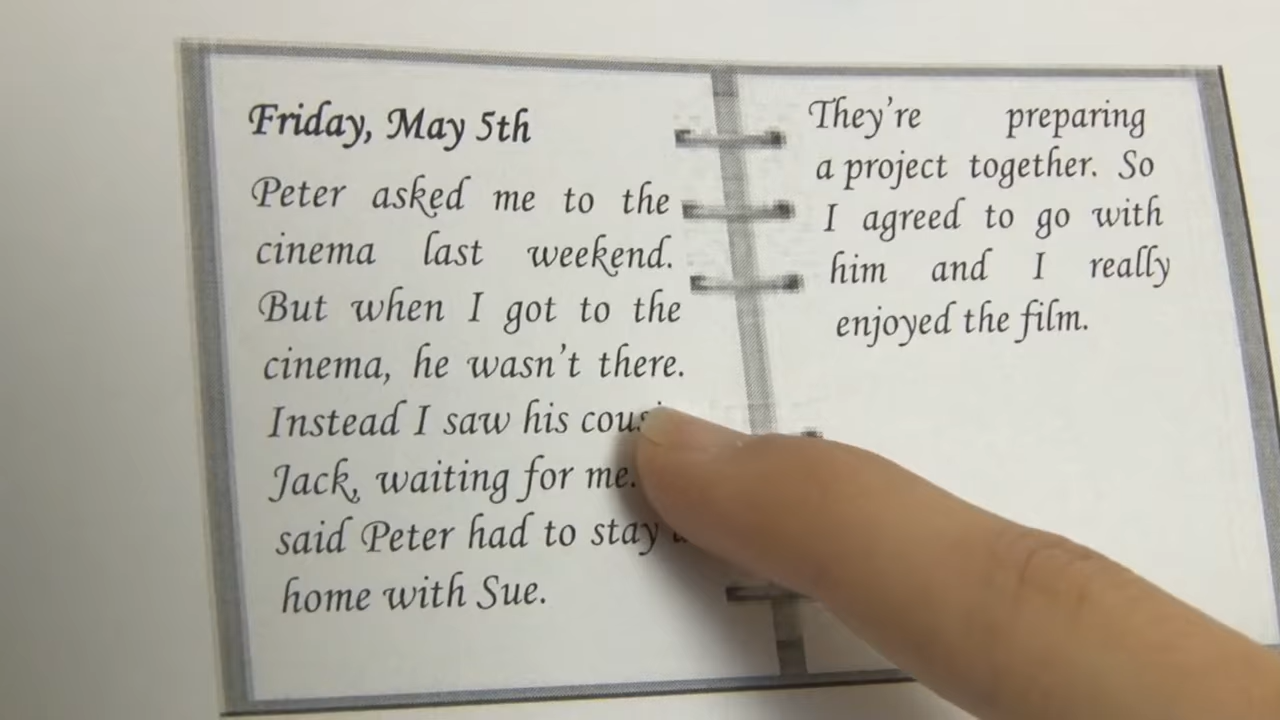 Friday, May 5th
Peter asked me to the
cinema last weekend.
But when I got to the
cinema, he wasn't there.
Instead I saw his
Jack, waiting for me.
said Peter had to stay
home with Sue.
They're preparing
a project together. So
I agreed to go with
him and I really
enjoyed the film.